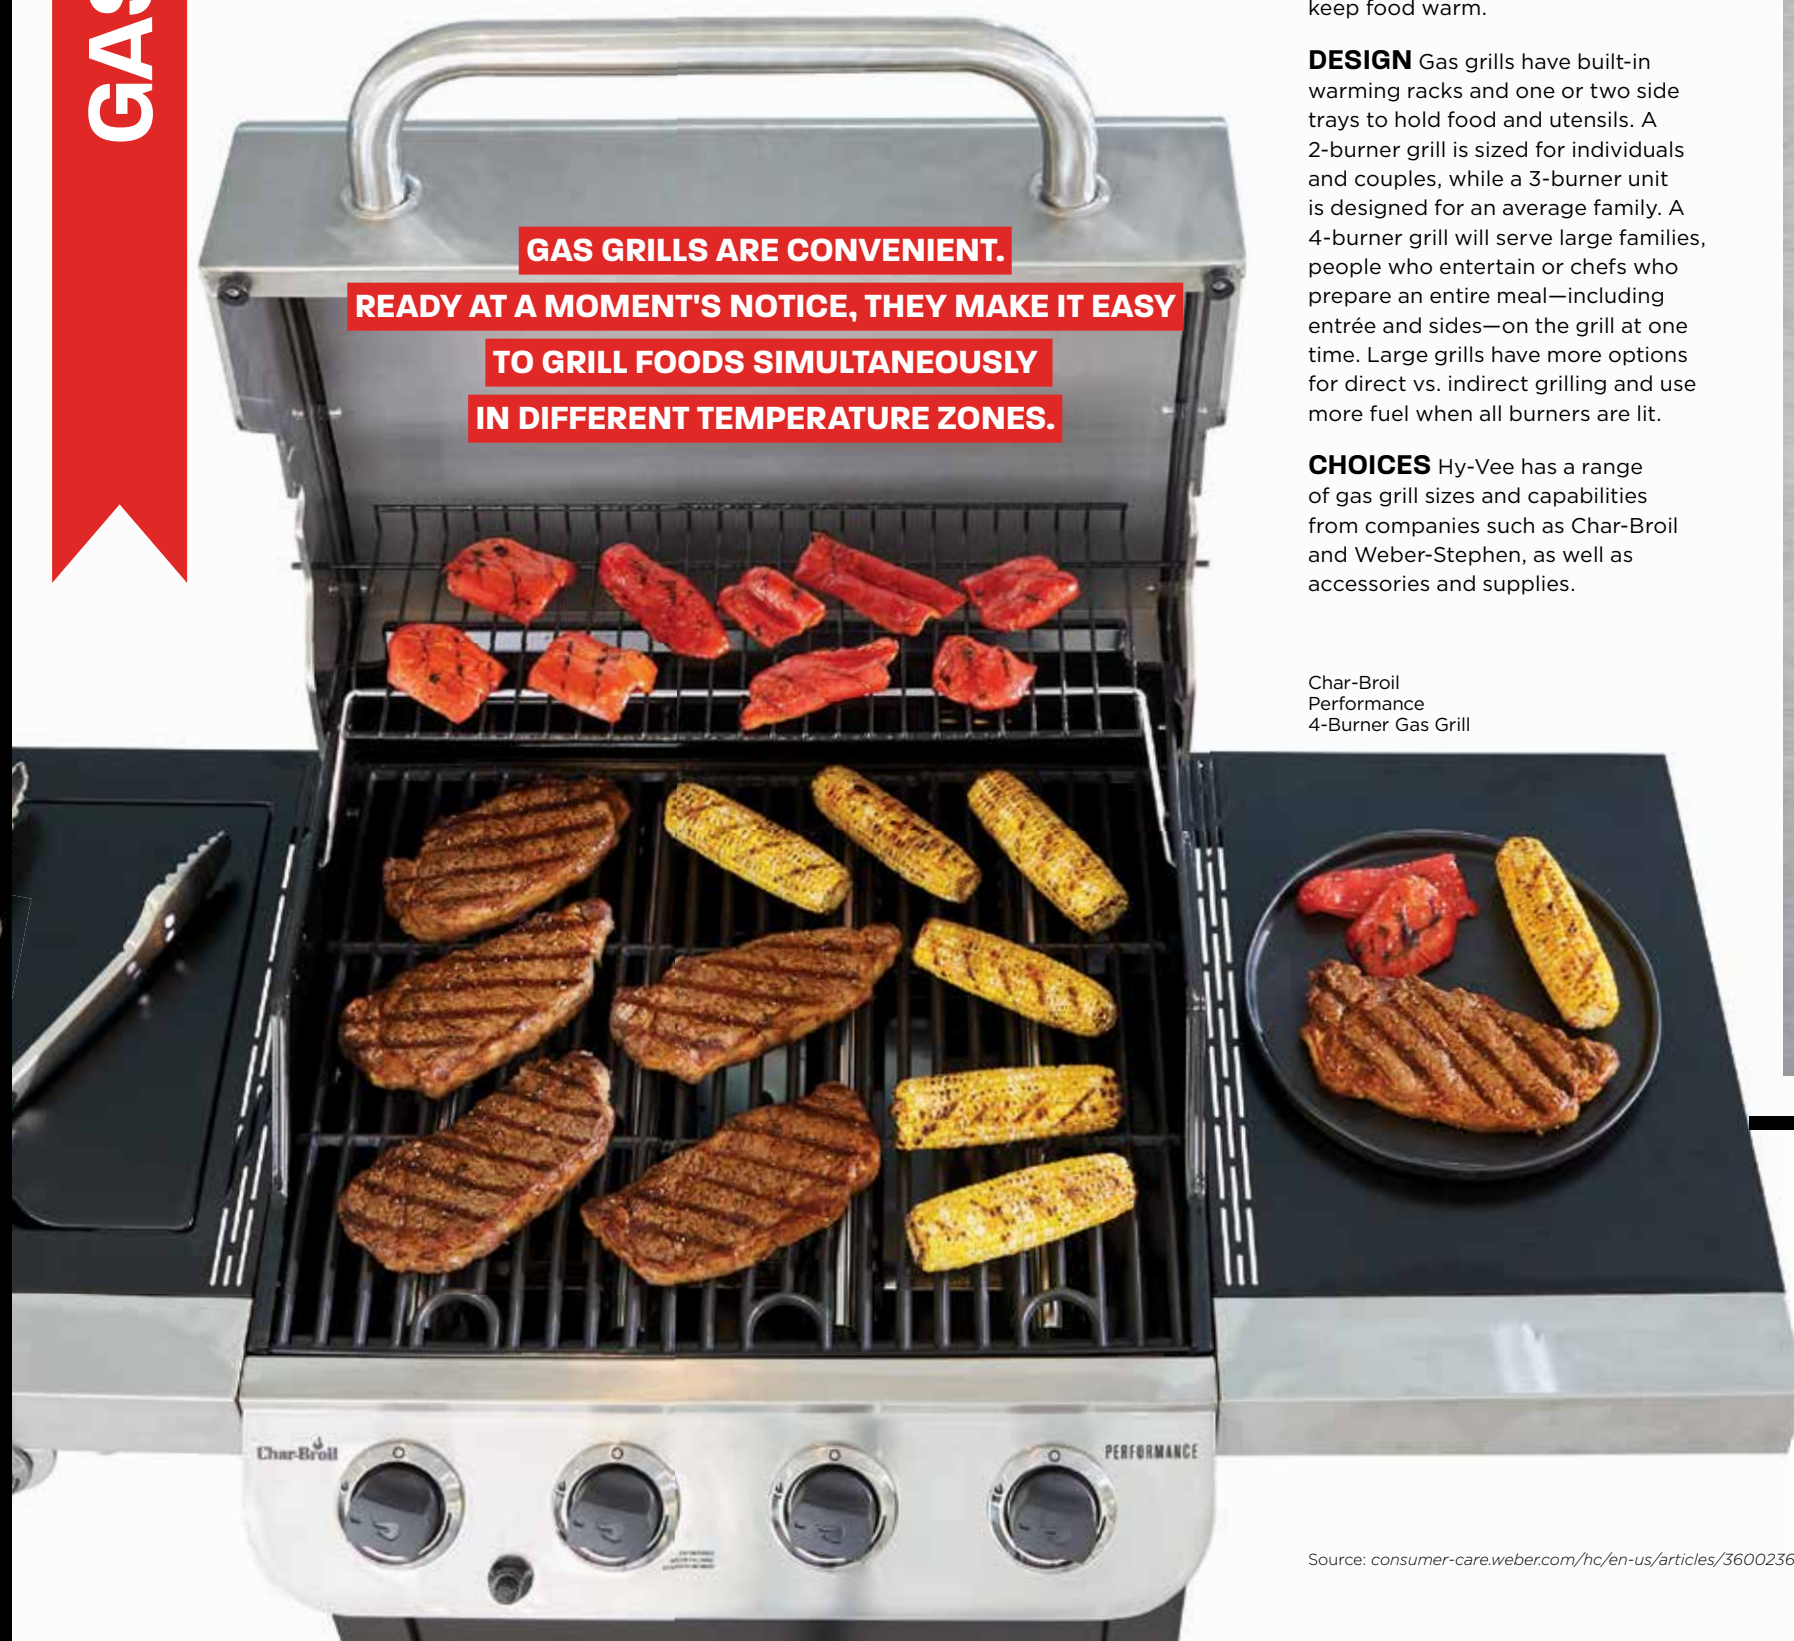 GAS
keep food warm.
DESIGN Gas grills have built-in
warming racks and one or two side
trays to hold food and utensils. A
2-burner grill is sized for individuals
and couples, while a 3-burner unit
is designed for an average family. A
4-burner grill will serve large families,
people who entertain or chefs who
prepare an entire meal—including
entrée and sides—on the grill at one
time. Large grills have more options
for direct vs. indirect grilling and use
more fuel when all burners are lit.
CHOICES Hy-Vee has a range
of gas grill sizes and capabilities
from companies such as Char-Broil
and Weber-Stephen, as well as
accessories and supplies.
Char-Broil
Performance
4-Burner Gas Grill
GAS GRILLS ARE CONVENIENT.
READY AT A MOMENT'S NOTICE, THEY MAKE IT EASY
TO GRILL FOODS SIMULTANEOUSLY
IN DIFFERENT TEMPERATURE ZONES.
Char-Broil
PERFORMANCE
Source: consumer-care.weber.com/hc/en-us/articles/3600236